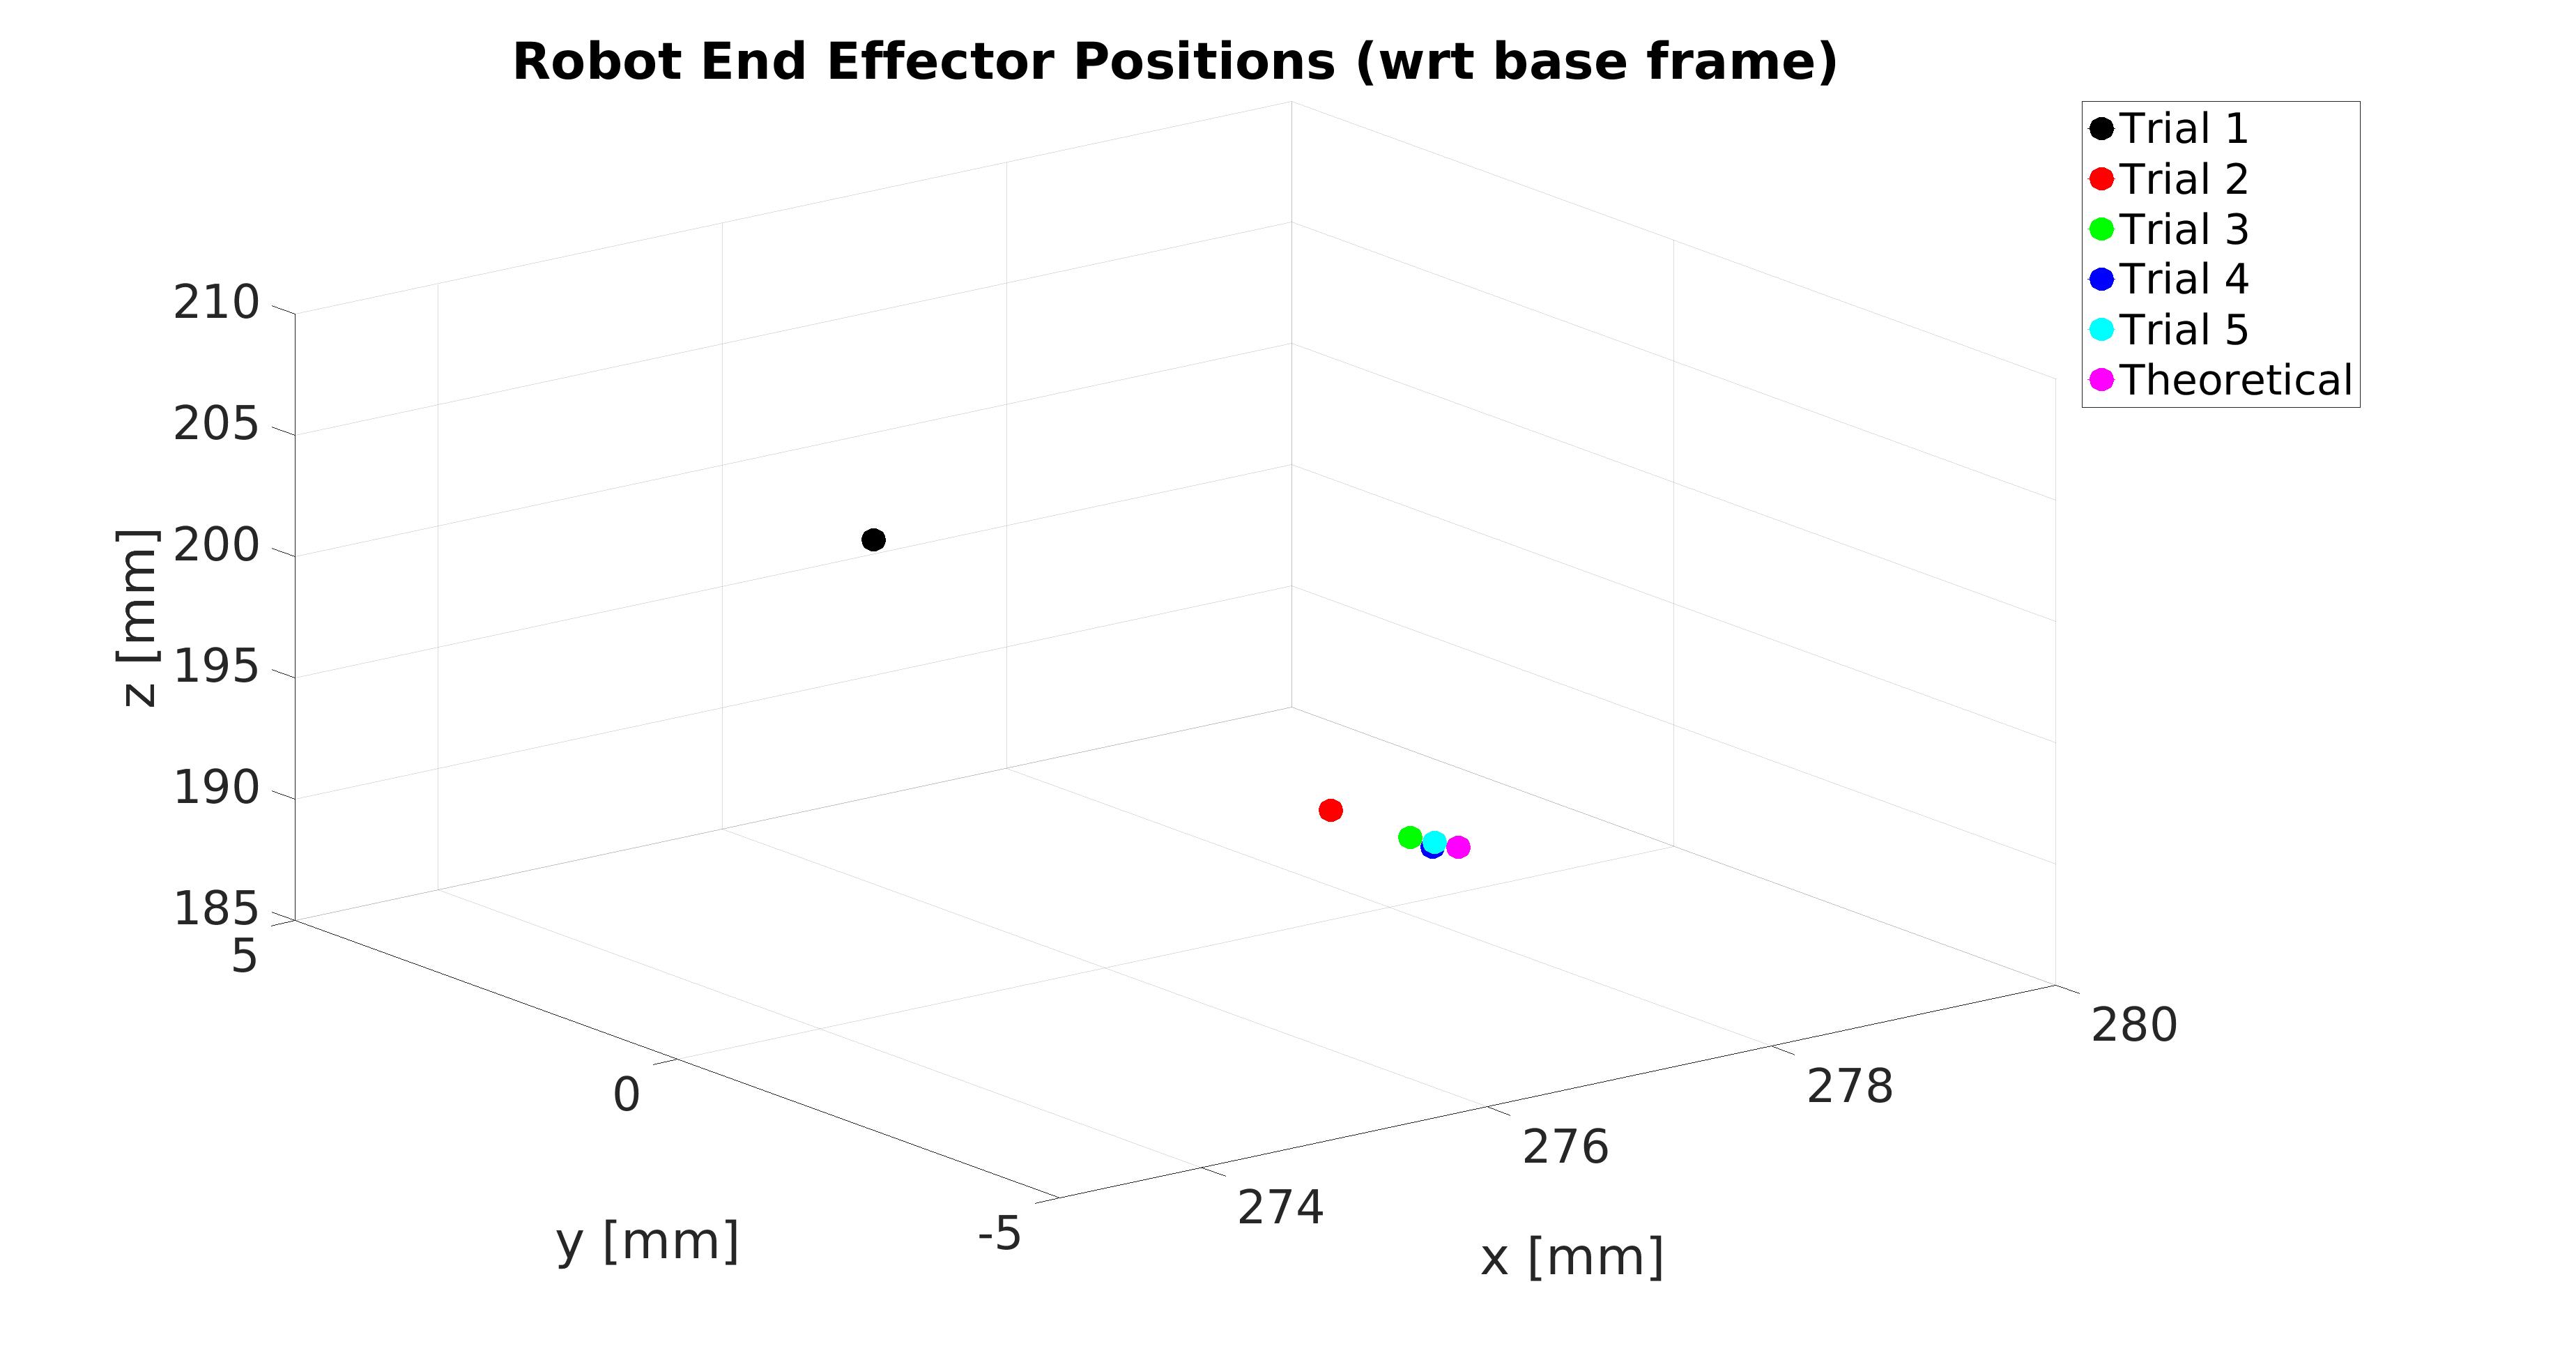 Robot End Effector Positions (wrt base frame)
Trial 1
Trial 2
Trial 3
Trial 4
Trial 5
Theoretical
210
205
200
195
190
185
z [mm]
5
0
-5
y [mm]
274
276
278
280
x [mm]